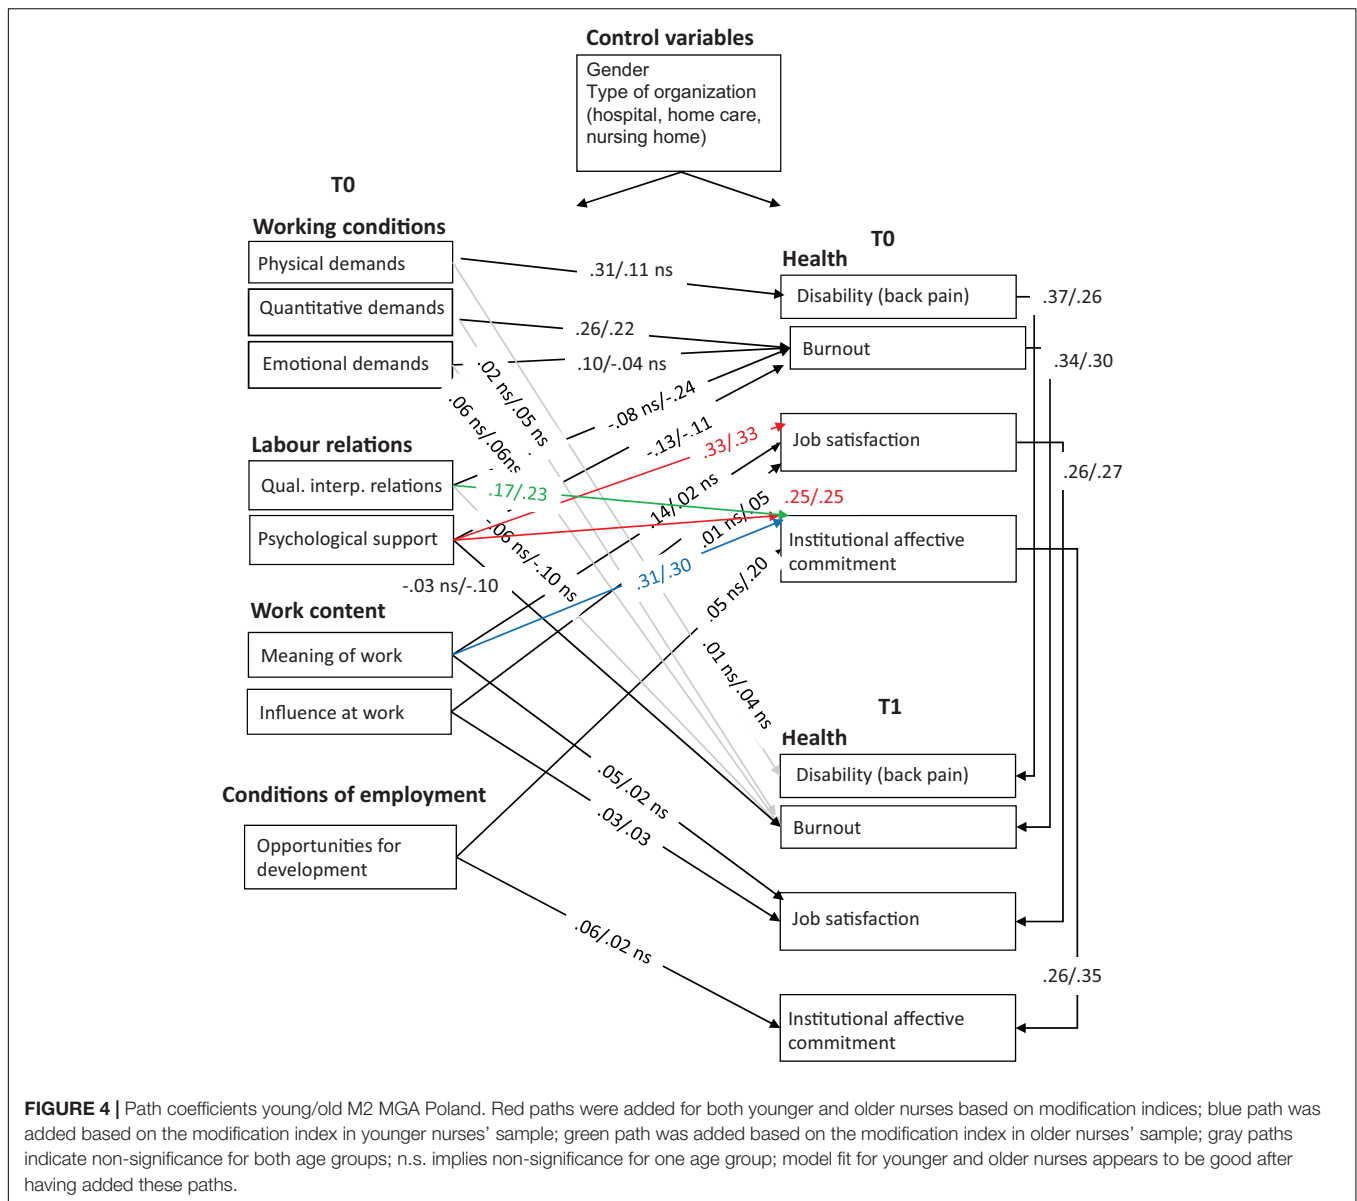 Control variables
Gender
Type of organization
(hospital, home care,
nursing home)
T0
Working conditions
Physical demands
Quantitative demands
Emotional demands
Labour relations
Qual. interp. relations
Psychological support
Work content
Meaning of work
Influence at work
Conditions of employment
Opportunities for
development
.31/.11 ns
.26/.22
.10/-.04 ns
.02 ns/.05 ns
.06 ns/.06ns
-.08 ns/-.24
-.13/-.11
.33/.33
.17/.23
.25/.25
.14/.02 ns
.01 ns/.05
-.06 ns/-.10 ns
-.03 ns/-.10
.31/.30
.05 ns/.20
.01 ns/.04 ns
.05/.02 ns
.03/.03
.06/.02 ns
T0
Health
Disability (back pain)
Burnout
Job satisfaction
Institutional affective
commitment
.37/.26
.34/.30
.26/.27
T1
Health
Disability (back pain)
Burnout
Job satisfaction
Institutional affective
commitment
.26/.35
FIGURE 4 | Path coefficients young/old M2 MGA Poland. Red paths were added for both younger and older nurses based on modification indices; blue path was
added based on the modification index in younger nurses' sample; green path was added based on the modification index in older nurses' sample; gray paths
indicate non-significance for both age groups; n.s. implies non-significance for one age group; model fit for younger and older nurses appears to be good after
having added these paths.